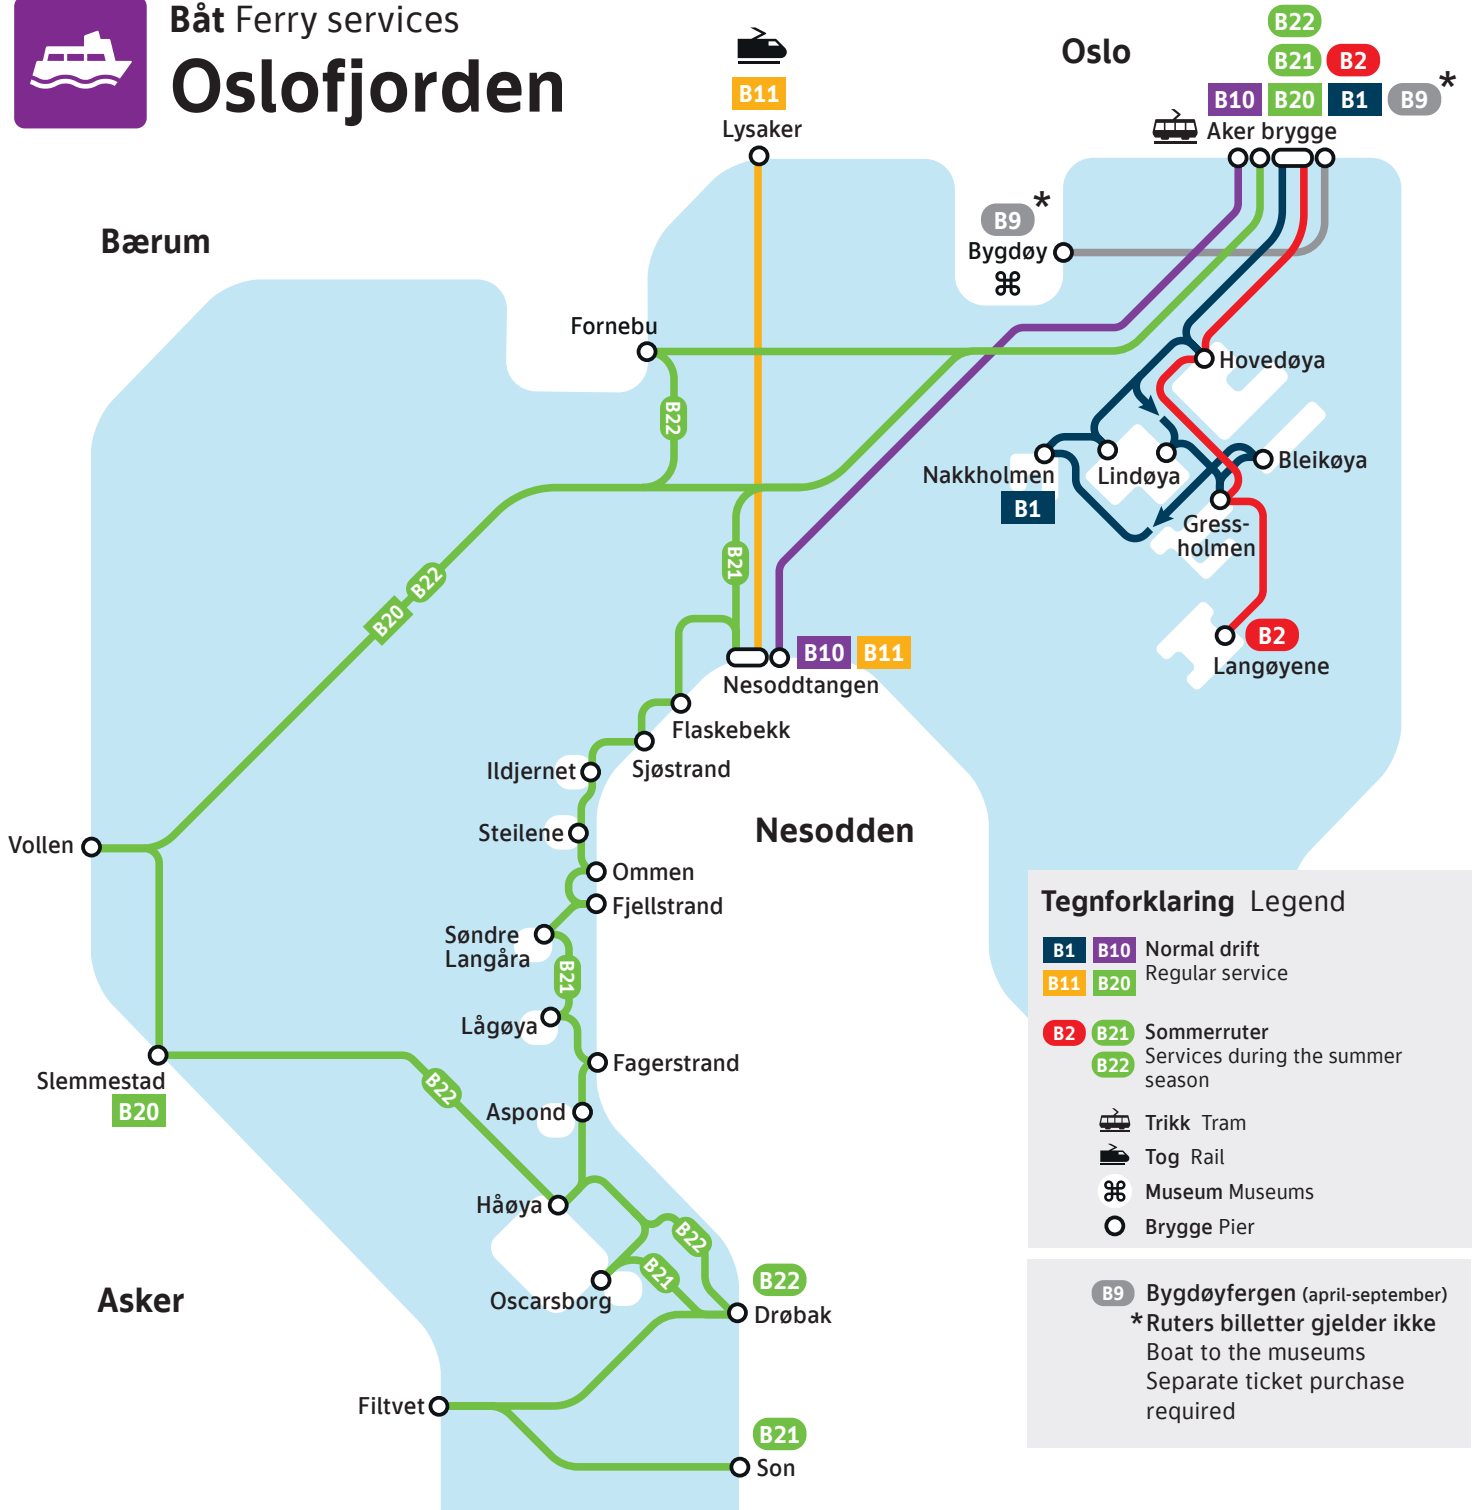 Båt Ferry services
Oslofjorden
B11
Lysaker
Oslo
B22
B21 B2
B10 B20 B1 B9 *
Aker brygge
Bærum
B9 *
Bygdøy
Fornebu
Hovedøya
B22
Nakkholmen
B1
Lindøya
Bleikøya
Gress-
holmen
B21
B20 B22
B10 B11
Nesoddtangen
B2
Langøyene
Flaskebekk
Sjøstrand
Ildjernet
Steilene
Nesodden
Vollen
Ommen
Fjellstrand
Søndre
Langåra
B21
Lågøya
Fagerstrand
Slemmestad
B20
B22
Aspond
Håøya
B22
B21
Oscarsborg
B22
Drøbak
Asker
Filtvet
B21
Son
Tegnforklaring Legend
B1 B10 Normal drift
B11 B20 Regular service
B2 B21 Sommerruter
B22 Services during the summer
season
Trikk Tram
Tog Rail
Museum Museums
Brygge Pier
B9 Bygdøyfergen (april-september)
*Ruters billetter gjelder ikke
Boat to the museums
Separate ticket purchase
required